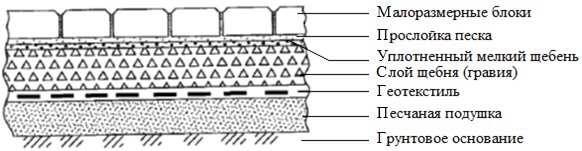 Малоразмерные блоки
Прослойка песка
Уплотненный мелкий щебень
Слой щебня (гравия)
Геотекстиль
Песчаная подушка
Грунтовое основание